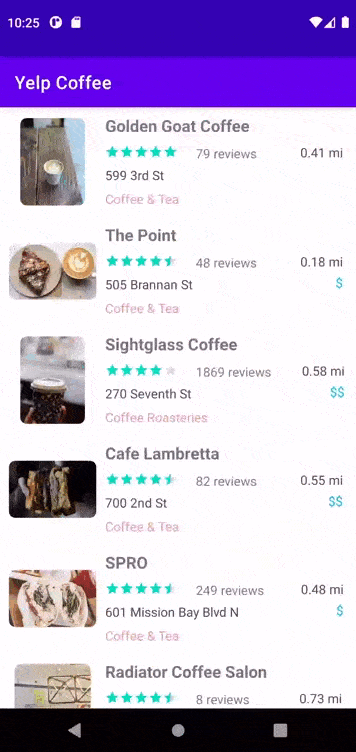 10:25
Yelp Coffee
Golden Goat Coffee
79 reviews 0.41 mi
599 3rd St
Coffee & Tea
The Point
48 reviews 0.18 mi
505 Brannan St $
Coffee & Tea
Sightglass Coffee
1869 reviews 0.58 mi
270 Seventh St $$
Coffee Roasteries
Cafe Lambretta
82 reviews 0.55 mi
700 2nd St $$
Coffee & Tea
SPRO
249 reviews 0.48 mi
601 Mission Bay Blvd N $
Coffee & Tea
Radiator Coffee Salon
8 reviews 0.73 mi